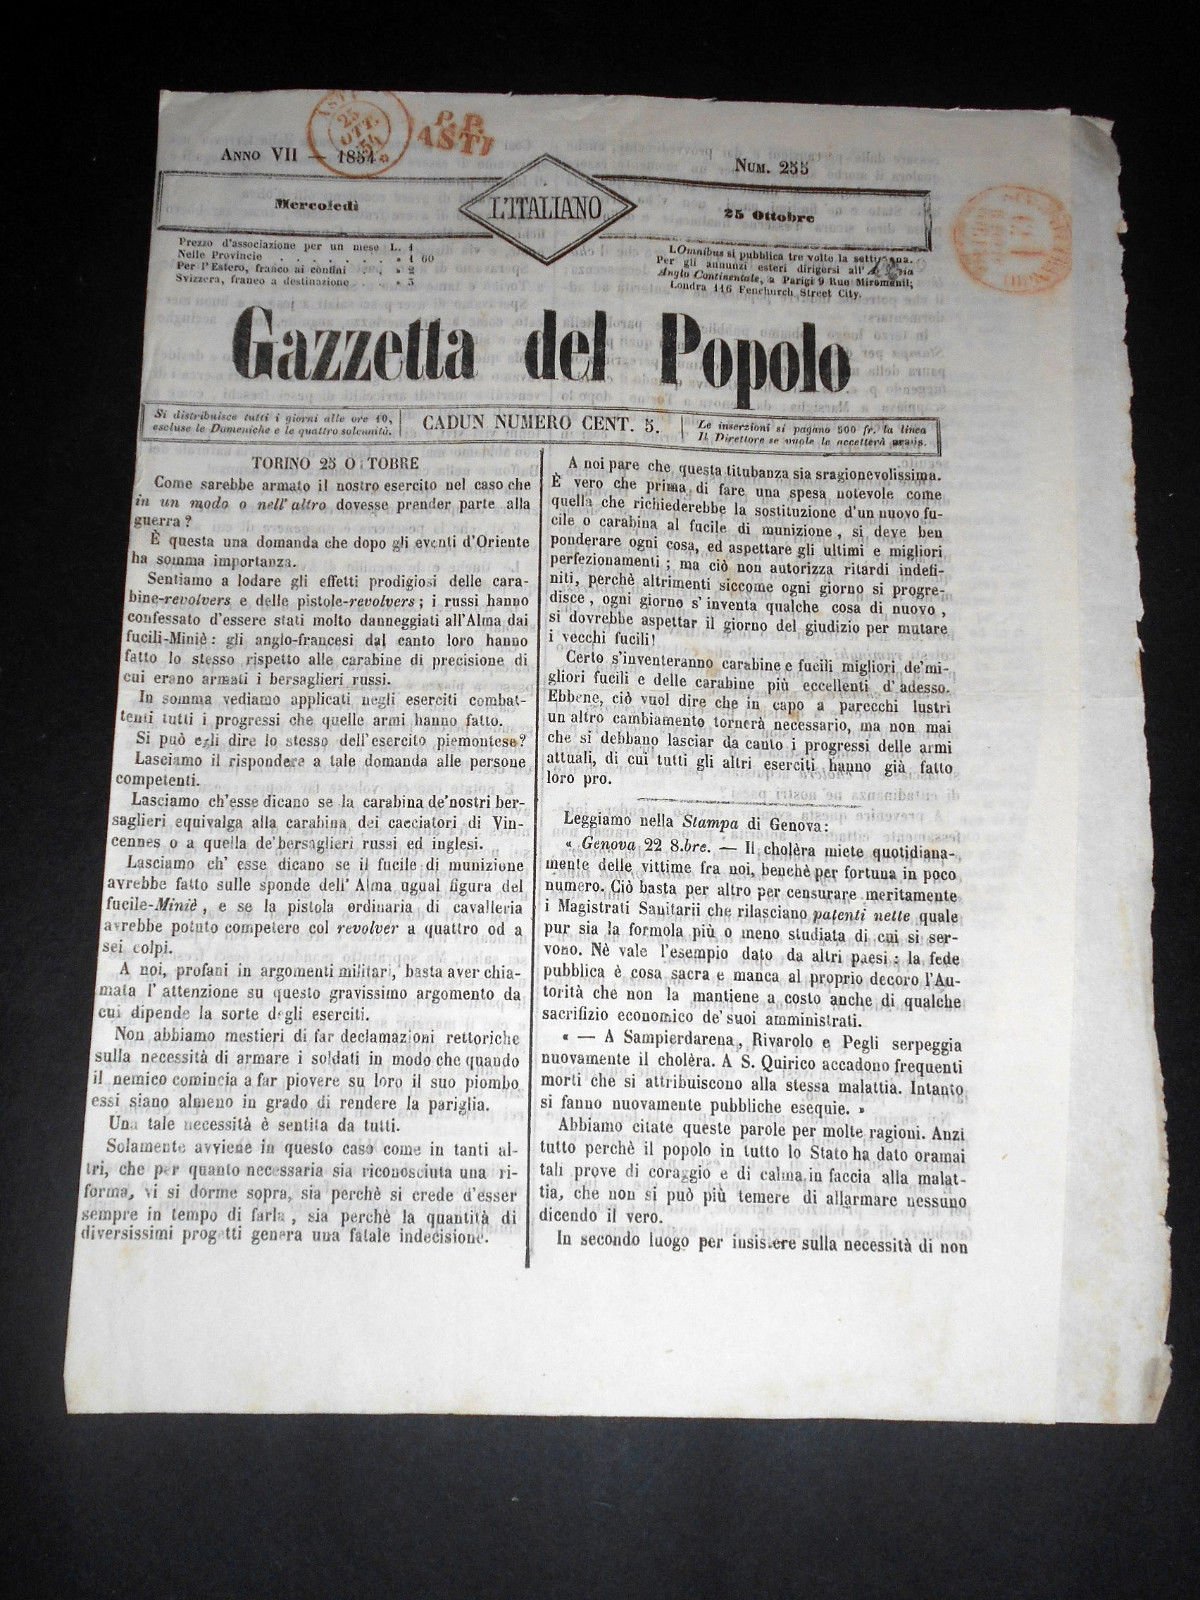 ASTI
25
OTT.
54
P.P.
ASTI
ANNO VII — 1854
NUM. 255
Mercoledì
L'ITALIANO
25 Ottobre
Prezzo d'associazione per un mese L. 1
Nelle Provincie . . . . . . . « 1 60
Per l'Estero, franco ai confini « 2
Svizzera, franco a destinazione « 3
L'Omnibus si pubblica tre volte la settimana.
Per gli annunzi esteri dirigersi all'
Anglo Continentale, a Parigi 9 Rue Miromenil;
Londra 116 Fenchurch Street City.
Gazzetta del Popolo
Si distribuisce tutti i giorni alle ore 10,
escluse le Domeniche e le quattro solennità.
CADUN NUMERO CENT. 5.
Le inserzioni si pagano 500 fr. la linea
Il Direttore se vuole le accetterà gratis.
TORINO 25 OTTOBRE
Come sarebbe armato il nostro esercito nel caso che
in un modo o nell'altro dovesse prender parte alla
guerra?
È questa una domanda che dopo gli eventi d'Oriente
ha somma importanza.
Sentiamo a lodare gli effetti prodigiosi delle cara-
bine-revolvers e delle pistole-revolvers; i russi hanno
confessato d'essere stati molto danneggiati all'Alma dai
fucili-Miniè: gli anglo-francesi dal canto loro hanno
fatto lo stesso rispetto alle carabine di precisione di
cui erano armati i bersaglieri russi.
In somma vediamo applicati negli eserciti combat-
tenti tutti i progressi che quelle armi hanno fatto.
Si può egli dire lo stesso dell'esercito piemontese?
Lasciamo il rispondere a tale domanda alle persone
competenti.
Lasciamo ch'esse dicano se la carabina de'nostri ber-
saglieri equivalga alla carabina dei cacciatori di Vin-
cennes o a quella de'bersaglieri russi ed inglesi.
Lasciamo ch' esse dicano se il fucile di munizione
avrebbe fatto sulle sponde dell'Alma ugual figura del
fucile-Miniè, e se la pistola ordinaria di cavalleria
avrebbe potuto competere col revolver a quattro od a
sei colpi.
A noi, profani in argomenti militari, basta aver chia-
mata l'attenzione su questo gravissimo argomento da
cui dipende la sorte degli eserciti.
Non abbiamo mestieri di far declamazioni rettoriche
sulla necessità di armare i soldati in modo che quando
il nemico comincia a far piovere su loro il suo piombo
essi siano almeno in grado di rendere la pariglia.
Una tale necessità è sentita da tutti.
Solamente avviene in questo caso come in tanti al-
tri, che per quanto necessaria sia riconosciuta una ri-
forma, vi si dorme sopra, sia perchè si crede d'esser
sempre in tempo di farla, sia perchè la quantità di
diversissimi progetti genera una fatale indecisione.
A noi pare che questa titubanza sia sragionevolissima.
È vero che prima di fare una spesa notevole come
quella che richiederebbe la sostituzione d'un nuovo fu-
cile o carabina al fucile di munizione, si deve ben
ponderare ogni cosa, ed aspettare gli ultimi e migliori
perfezionamenti; ma ciò non autorizza ritardi indefi-
niti, perchè altrimenti siccome ogni giorno si progre-
disce, ogni giorno s'inventa qualche cosa di nuovo,
si dovrebbe aspettar il giorno del giudizio per mutare
i vecchi fucili!
Certo s'inventeranno carabine e fucili migliori de'mi-
gliori fucili e delle carabine più eccellenti d'adesso.
Ebbene, ciò vuol dire che in capo a parecchi lustri
un altro cambiamento tornerà necessario, ma non mai
che si debbano lasciar da canto i progressi delle armi
attuali, di cui tutti gli altri eserciti hanno già fatto
loro pro.
Leggiamo nella Stampa di Genova:
« Genova 22 8.bre. — Il cholèra miete quotidiana-
mente delle vittime fra noi, benchè per fortuna in poco
numero. Ciò basta per altro per censurare meritamente
i Magistrati Sanitarii che rilasciano patenti nette quale
pur sia la formola più o meno studiata di cui si ser-
vono. Nè vale l'esempio dato da altri paesi: la fede
pubblica è cosa sacra e manca al proprio decoro l'Au-
torità che non la mantiene a costo anche di qualche
sacrifizio economico de'suoi amministrati.
« — A Sampierdarena, Rivarolo e Pegli serpeggia
nuovamente il cholèra. A S. Quirico accadono frequenti
morti che si attribuiscono alla stessa malattia. Intanto
si fanno nuovamente pubbliche esequie. »
Abbiamo citate queste parole per molte ragioni. Anzi
tutto perchè il popolo in tutto lo Stato ha dato oramai
tali prove di coraggio e di calma in faccia alla malat-
tia, che non si può più temere di allarmare nessuno
dicendo il vero.
In secondo luogo per insistere sulla necessità di non